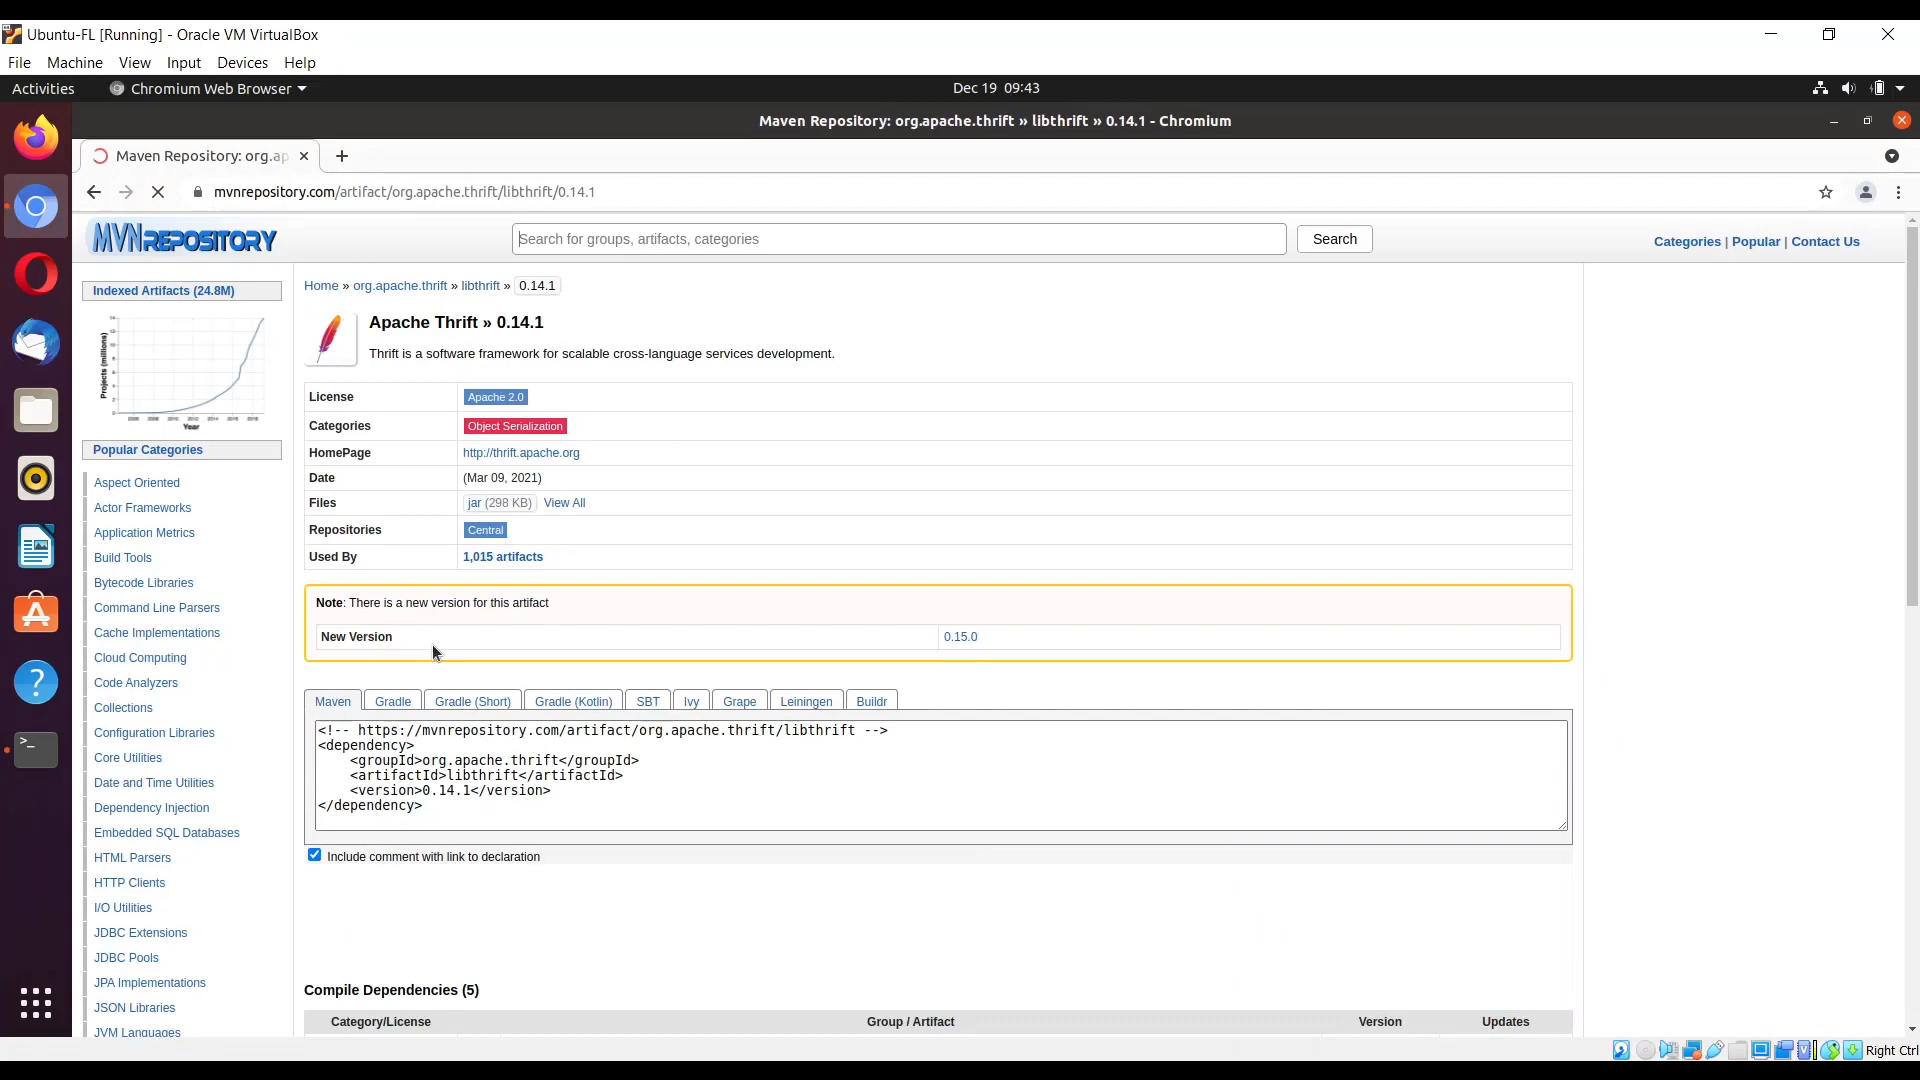 Ubuntu-FL [Running] - Oracle VM VirtualBox
File Machine View Input Devices Help
Activities Chromium Web Browser Dec 19 09:43
Maven Repository: org.apache.thrift » libthrift » 0.14.1 - Chromium
Maven Repository: org.ap
mvnrepository.com/artifact/org.apache.thrift/libthrift/0.14.1
MVNREPOSITORY Search for groups, artifacts, categories Search Categories | Popular | Contact Us
Indexed Artifacts (24.8M)
Projects (millions)
Year
Popular Categories
Aspect Oriented
Actor Frameworks
Application Metrics
Build Tools
Bytecode Libraries
Command Line Parsers
Cache Implementations
Cloud Computing
Code Analyzers
Collections
Configuration Libraries
Core Utilities
Date and Time Utilities
Dependency Injection
Embedded SQL Databases
HTML Parsers
HTTP Clients
I/O Utilities
JDBC Extensions
JDBC Pools
JPA Implementations
JSON Libraries
JVM Languages
Home » org.apache.thrift » libthrift » 0.14.1
Apache Thrift » 0.14.1
Thrift is a software framework for scalable cross-language services development.
License Apache 2.0
Categories Object Serialization
HomePage http://thrift.apache.org
Date (Mar 09, 2021)
Files jar (298 KB) View All
Repositories Central
Used By 1,015 artifacts
Note: There is a new version for this artifact
New Version 0.15.0
Maven Gradle Gradle (Short) Gradle (Kotlin) SBT Ivy Grape Leiningen Buildr
<!-- https://mvnrepository.com/artifact/org.apache.thrift/libthrift -->
<dependency>
<groupId>org.apache.thrift</groupId>
<artifactId>libthrift</artifactId>
<version>0.14.1</version>
</dependency>
Include comment with link to declaration
Compile Dependencies (5)
Category/License Group / Artifact Version Updates
Right Ctrl